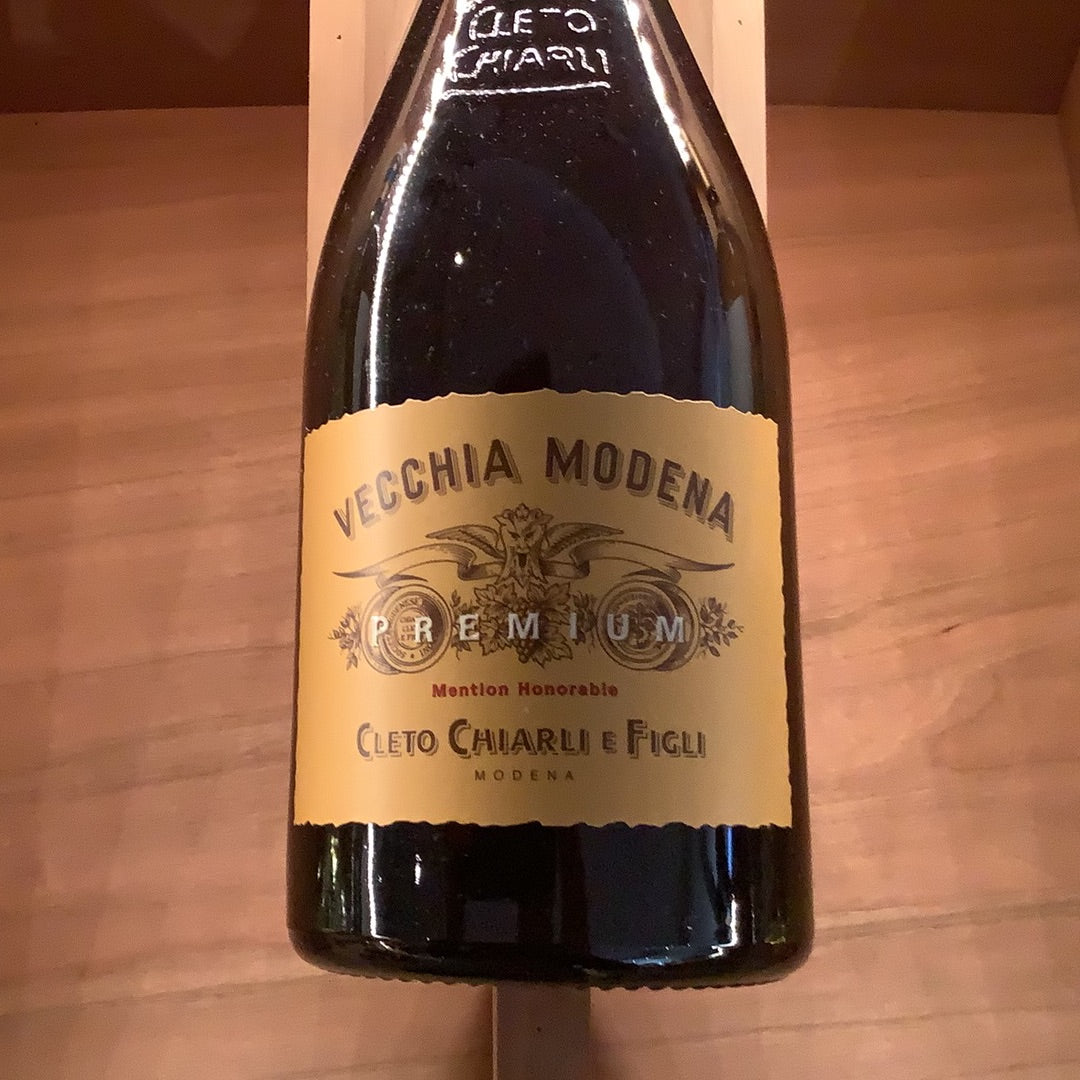 CLETO
CHIARLI
VECCHIA MODENA
PREMIUM
Mention Honorable
CLETO CHIARLI E FIGLI
MODENA